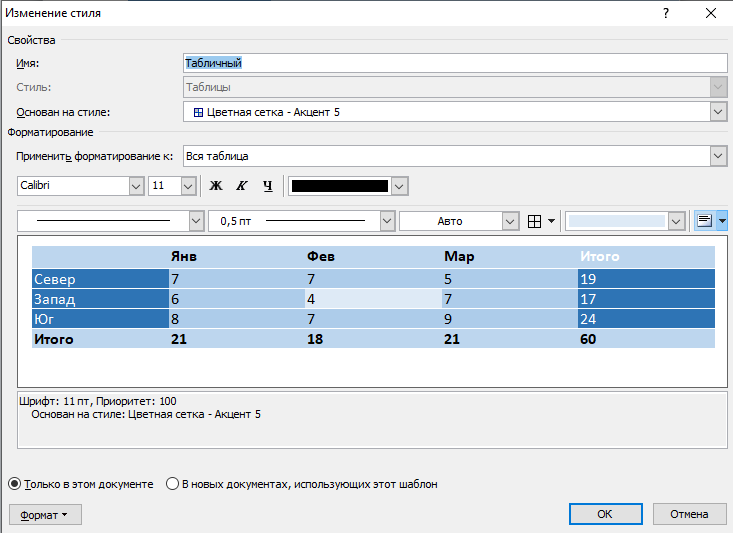 Изменение стиля
?
Свойства
Имя:
Табличный
Стиль:
Таблицы
Основан на стиле:
Цветная сетка - Акцент 5
Форматирование
Применить форматирование к:
Вся таблица
Calibri 11 Ж К Ч
0,5 пт Авто
Янв Фев Мар Итого
Север 7 7 5 19
Запад 6 4 7 17
Юг 8 7 9 24
Итого 21 18 21 60
Шрифт: 11 пт, Приоритет: 100
Основан на стиле: Цветная сетка - Акцент 5
Только в этом документе В новых документах, использующих этот шаблон
Формат ОК Отмена